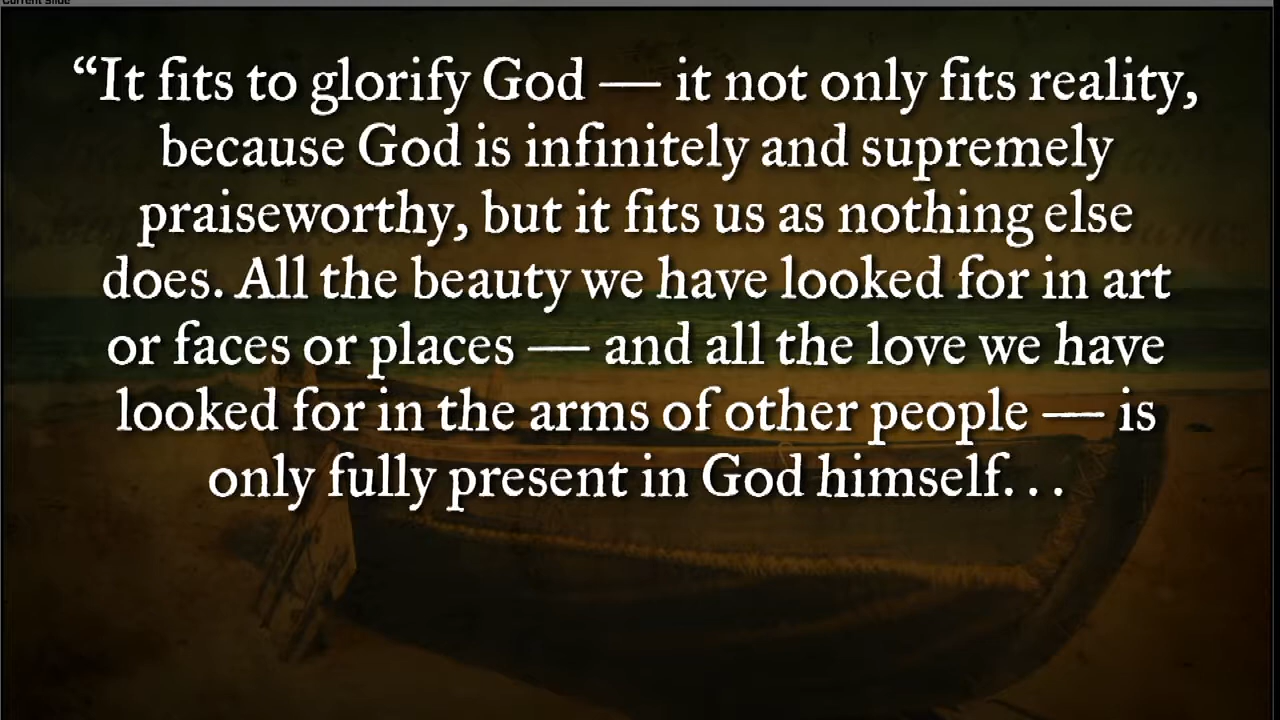 Current Slide
“It fits to glorify God — it not only fits reality,
because God is infinitely and supremely
praiseworthy, but it fits us as nothing else
does. All the beauty we have looked for in art
or faces or places — and all the love we have
looked for in the arms of other people — is
only fully present in God himself. . .